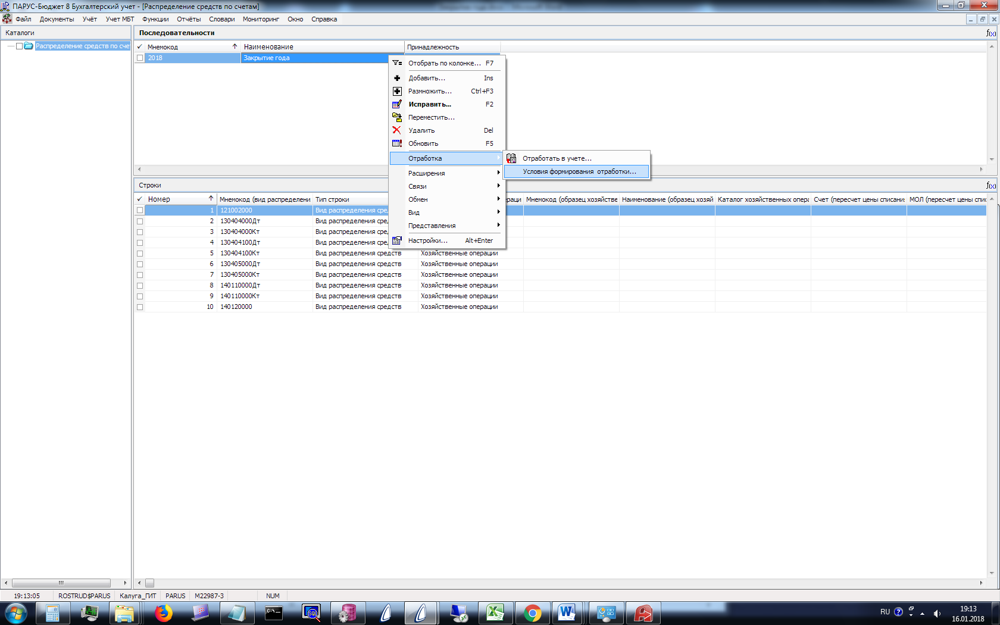 ПАРУС-Бюджет 8 Бухгалтерский учет - [Распределение средств по счетам]
Файл Документы Учёт Учет МБТ Функции Отчёты Словари Мониторинг Окно Справка
Каталоги
Распределение средств по сче
Последовательности
f(x)
Мнемокод Наименование Принадлежность
2018 Закрытие года
Отобрать по колонке... F7
Добавить... Ins
Размножить... Ctrl+F3
Исправить... F2
Переместить...
Удалить Del
Обновить F5
Отработка
Расширения
Связи
Обмен
Вид
Представления
Настройки... Alt+Enter
Отработать в учете...
Условия формирования отработки...
Строки
f(x)
Номер Мнемокод (вид распределени Тип строки ераци Мнемокод (образец хозяйстве Наименование (образец хозяй Каталог хозяйственных опера Счет (пересчет цены списани МОЛ (пересчет цены спис
1 121002000 Вид распределения сре
2 130404000Дт Вид распределения сре
3 130404000Кт Вид распределения сре
4 130404100Дт Вид распределения сре
5 130404100Кт Вид распределения средств Хозяйственные операции
6 130405000Дт Вид распределения средств Хозяйственные операции
7 130405000Кт Вид распределения средств Хозяйственные операции
8 140110000Дт Вид распределения средств Хозяйственные операции
9 140110000Кт Вид распределения средств Хозяйственные операции
10 140120000 Вид распределения средств Хозяйственные операции
19:13:05 ROSTRUD$PARUS Калуга_ГИТ PARUS M22987-3 NUM
C:\
SQL
RU
19:13
16.01.2018